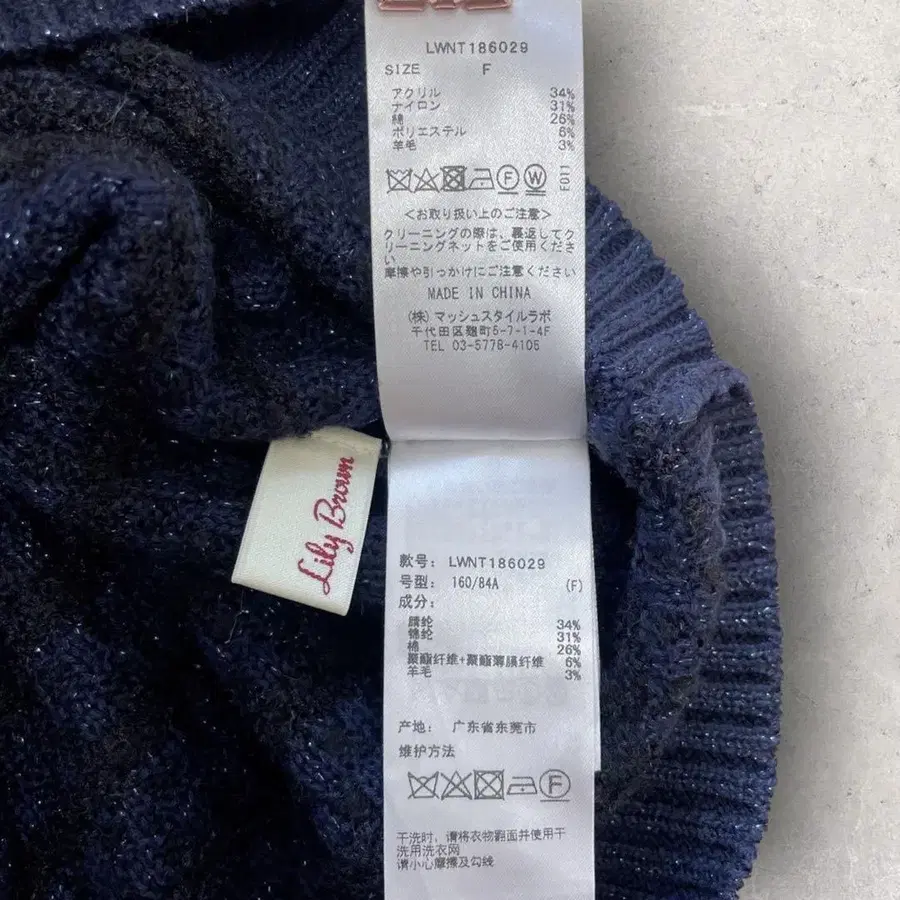 LWNT186029
SIZE F
アクリル 34%
ナイロン 31%
綿 26%
ポリエステル 6%
羊毛 3%
F W
F011
<お取り扱い上のご注意>
クリーニングの際は、裏返してク
リーニングネットをご使用くださ
い
摩擦や引っかけにご注意ください
MADE IN CHINA
(株)マッシュスタイルラボ
千代田区麹町5-7-1-4F
TEL 03-5778-4105
Lily Brown
款号: LWNT186029
号型: 160/84A (F)
成分:
腈纶 34%
锦纶 31%
棉 26%
聚酯纤维+聚酯薄膜纤维 6%
羊毛 3%
产地: 广东省东莞市
维护方法
F
干洗时,请将衣物翻面并使用干
洗用洗衣网
请小心摩擦及勾线